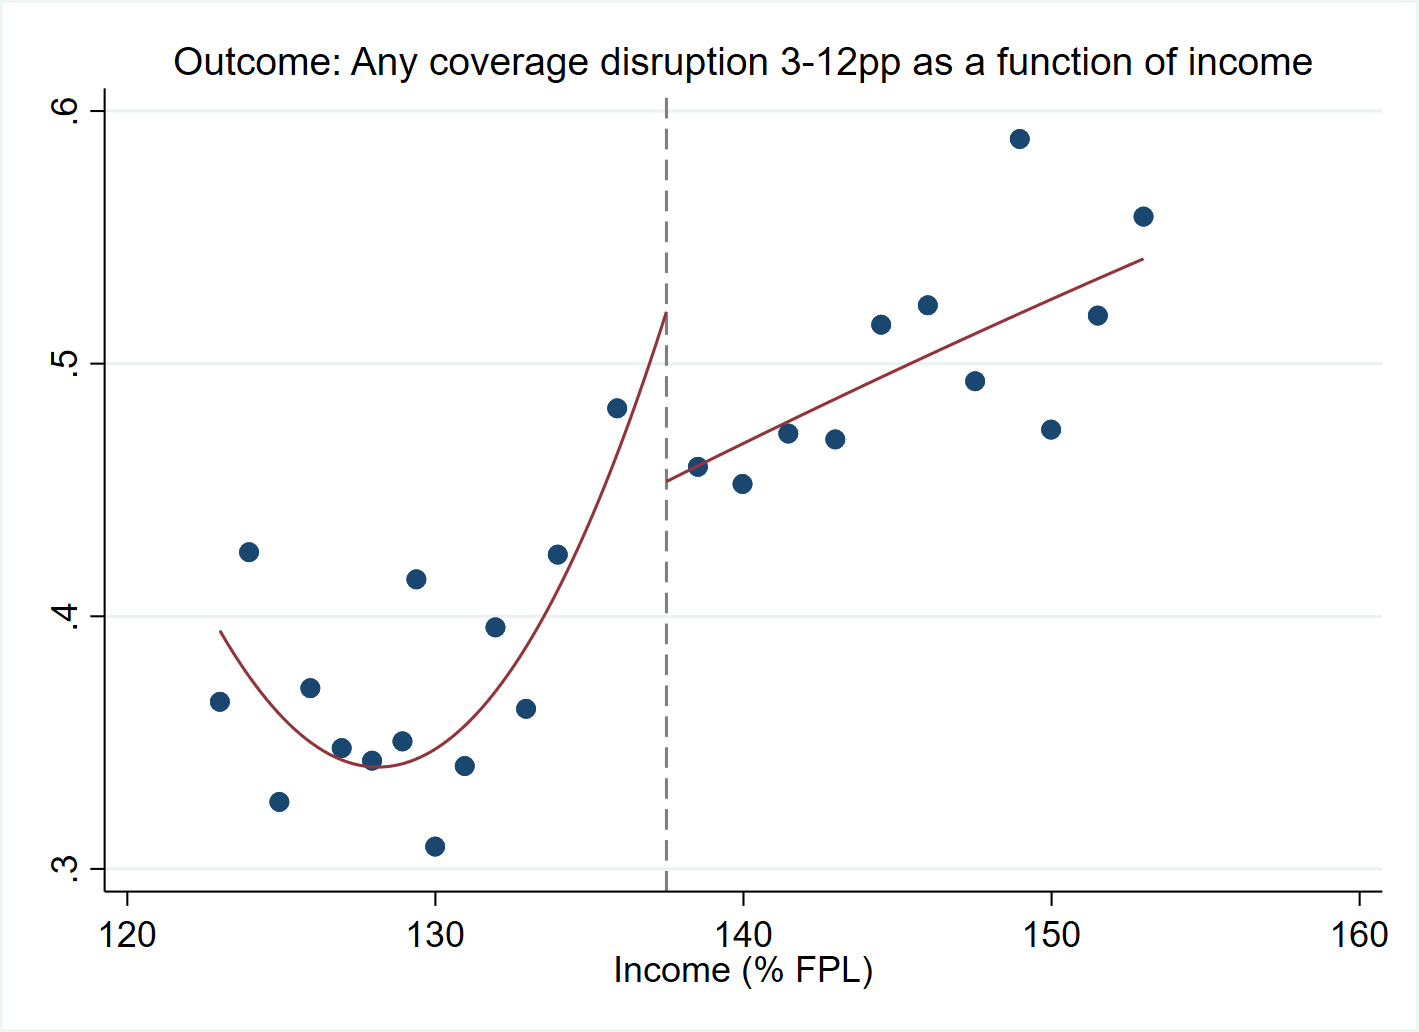 Outcome: Any coverage disruption 3-12pp as a function of income
.6
.5
.4
.3
120 130 140 150 160
Income (% FPL)